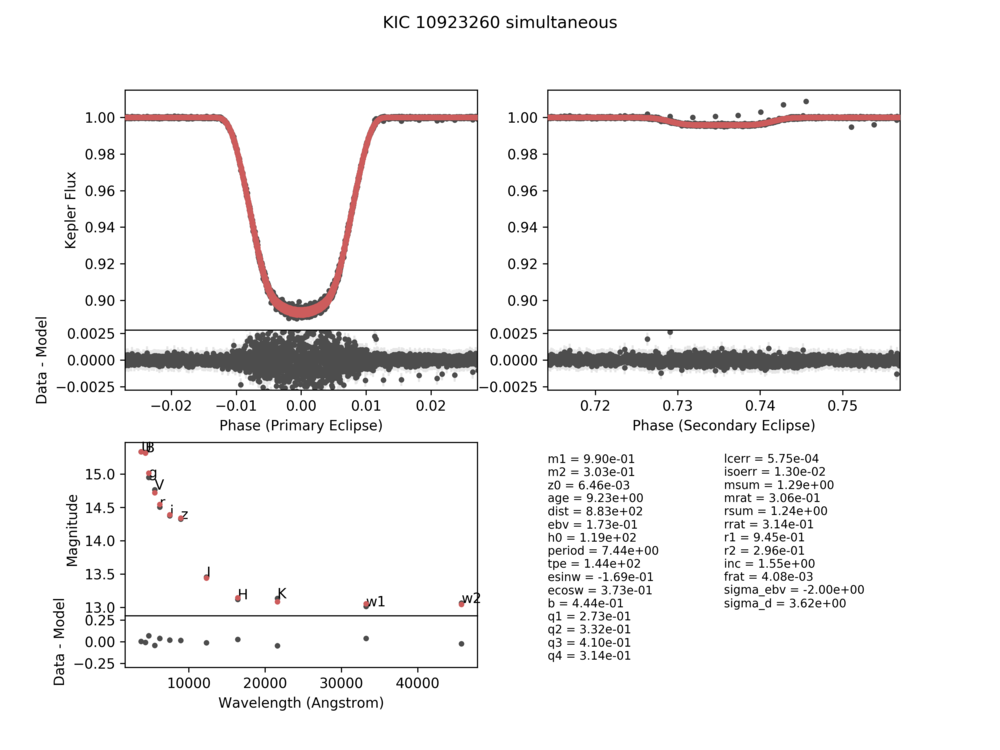 KIC 10923260 simultaneous
1.00
0.98
0.96
0.94
0.92
0.90
Kepler Flux
0.0025
0.0000
−0.0025
Data - Model
−0.02
−0.01
0.00
0.01
0.02
Phase (Primary Eclipse)
1.00
0.98
0.96
0.94
0.92
0.90
0.0025
0.0000
−0.0025
0.72
0.73
0.74
0.75
Phase (Secondary Eclipse)
15.0
14.5
14.0
13.5
13.0
Magnitude
B
g
V
r
i
z
J
H
K
w1
w2
0.25
0.00
−0.25
Data - Model
10000
20000
30000
40000
Wavelength (Angstrom)
m1 = 9.90e-01
m2 = 3.03e-01
z0 = 6.46e-03
age = 9.23e+00
dist = 8.83e+02
ebv = 1.73e-01
h0 = 1.19e+02
period = 7.44e+00
tpe = 1.44e+02
esinw = -1.69e-01
ecosw = 3.73e-01
b = 4.44e-01
q1 = 2.73e-01
q2 = 3.32e-01
q3 = 4.10e-01
q4 = 3.14e-01
lcerr = 5.75e-04
isoerr = 1.30e-02
msum = 1.29e+00
mrat = 3.06e-01
rsum = 1.24e+00
rrat = 3.14e-01
r1 = 9.45e-01
r2 = 2.96e-01
inc = 1.55e+00
frat = 4.08e-03
sigma_ebv = -2.00e+00
sigma_d = 3.62e+00